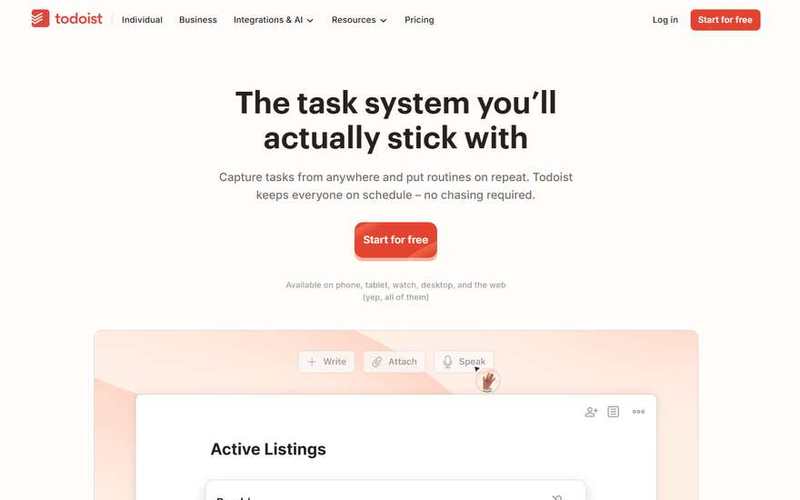 todoist
Individual
Business
Integrations & AI
Resources
Pricing
Log in
Start for free
The task system you’ll
actually stick with
Capture tasks from anywhere and put routines on repeat. Todoist
keeps everyone on schedule – no chasing required.
Start for free
Available on phone, tablet, watch, desktop, and the web
(yep, all of them)
Write
Attach
Speak
Active Listings